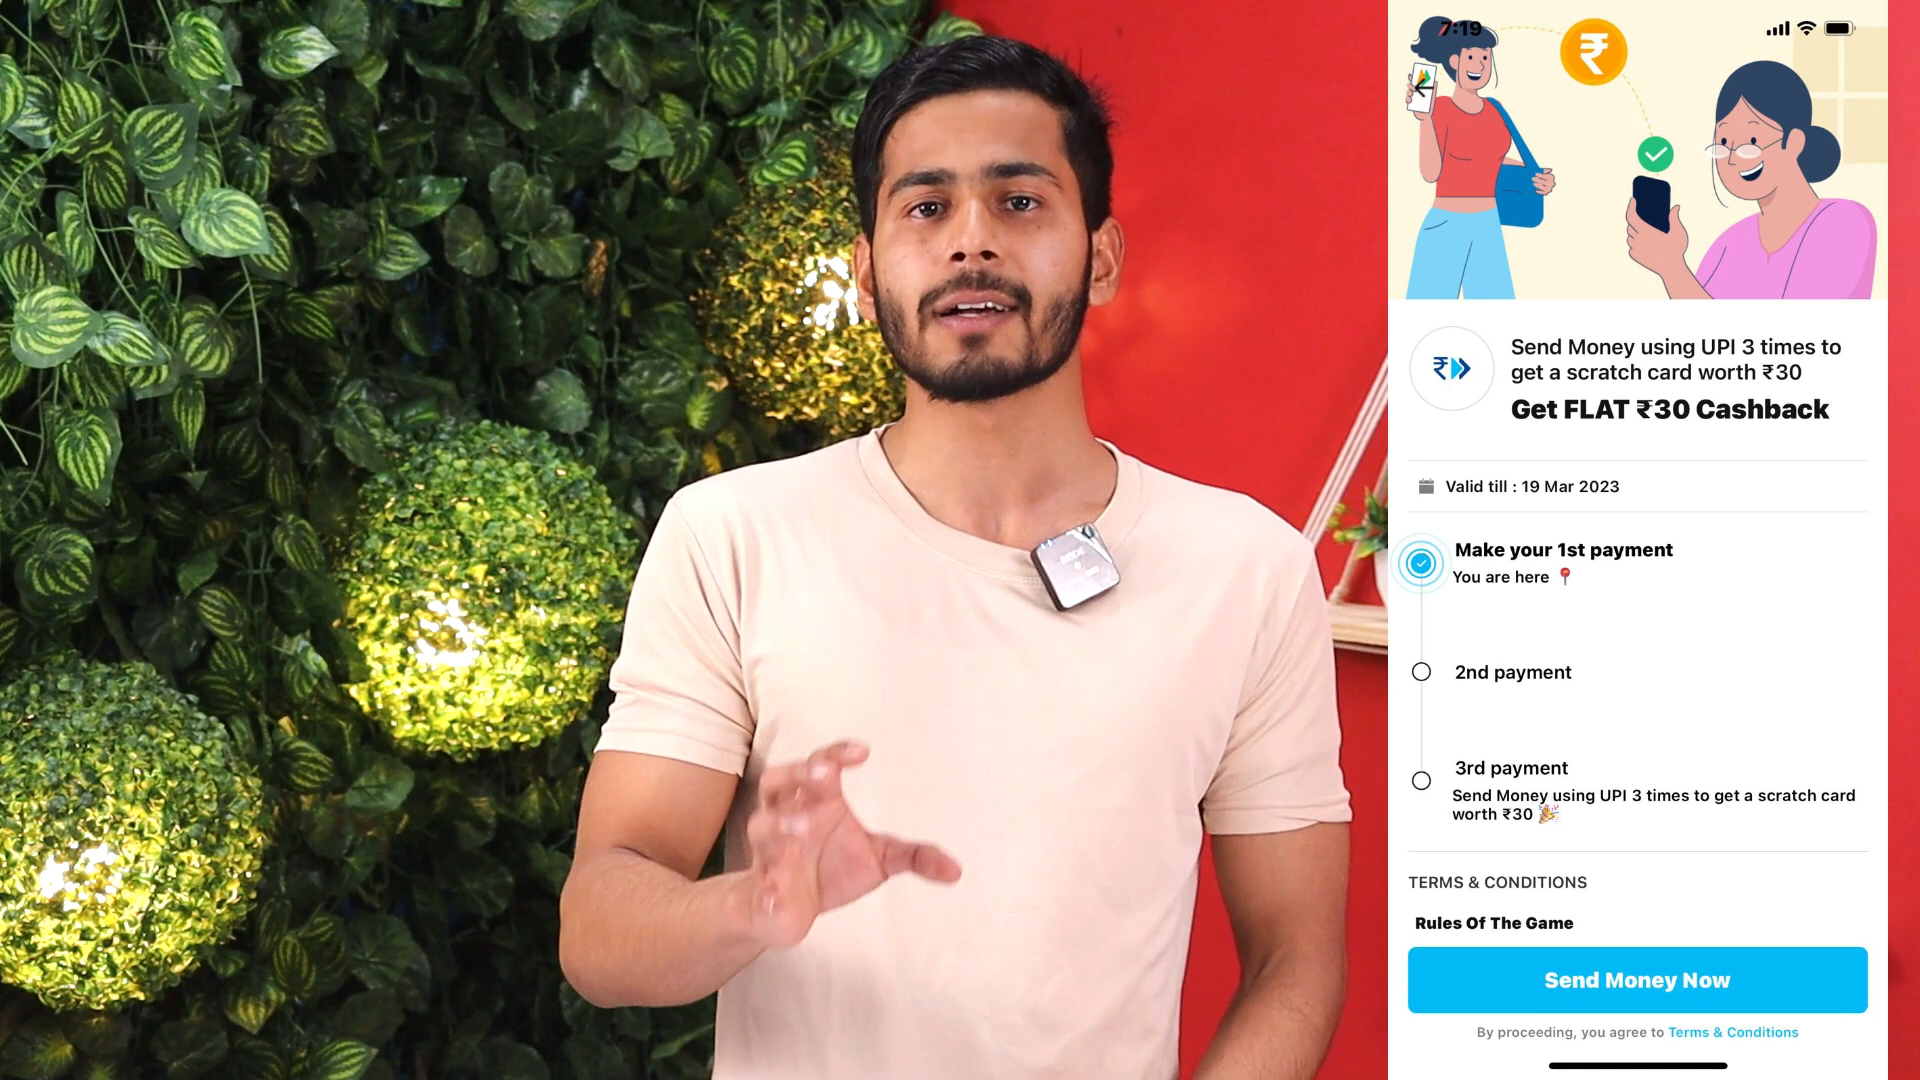 7:19
Send Money using UPI 3 times to
get a scratch card worth ₹30
Get FLAT ₹30 Cashback
Valid till : 19 Mar 2023
Make your 1st payment
You are here 📍
2nd payment
3rd payment
Send Money using UPI 3 times to get a scratch card
worth ₹30 🎉
TERMS & CONDITIONS
Rules Of The Game
Send Money Now
By proceeding, you agree to Terms & Conditions